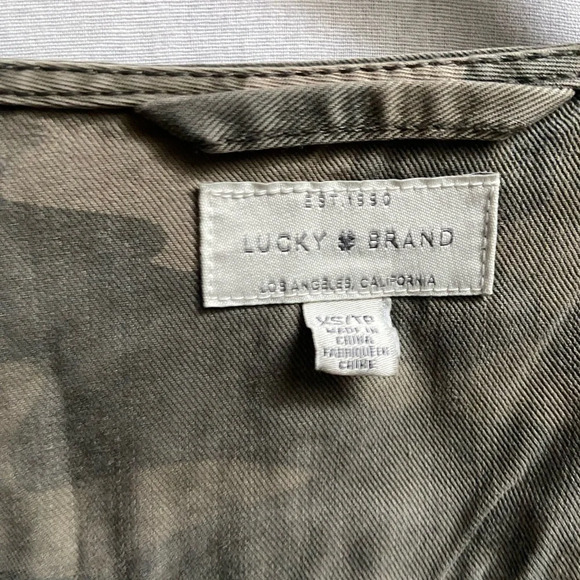 EST. 1990
LUCKY BRAND
LOS ANGELES, CALIFORNIA
XS/TP
MADE IN
CHINA
FABRIQUE EN
CHINE